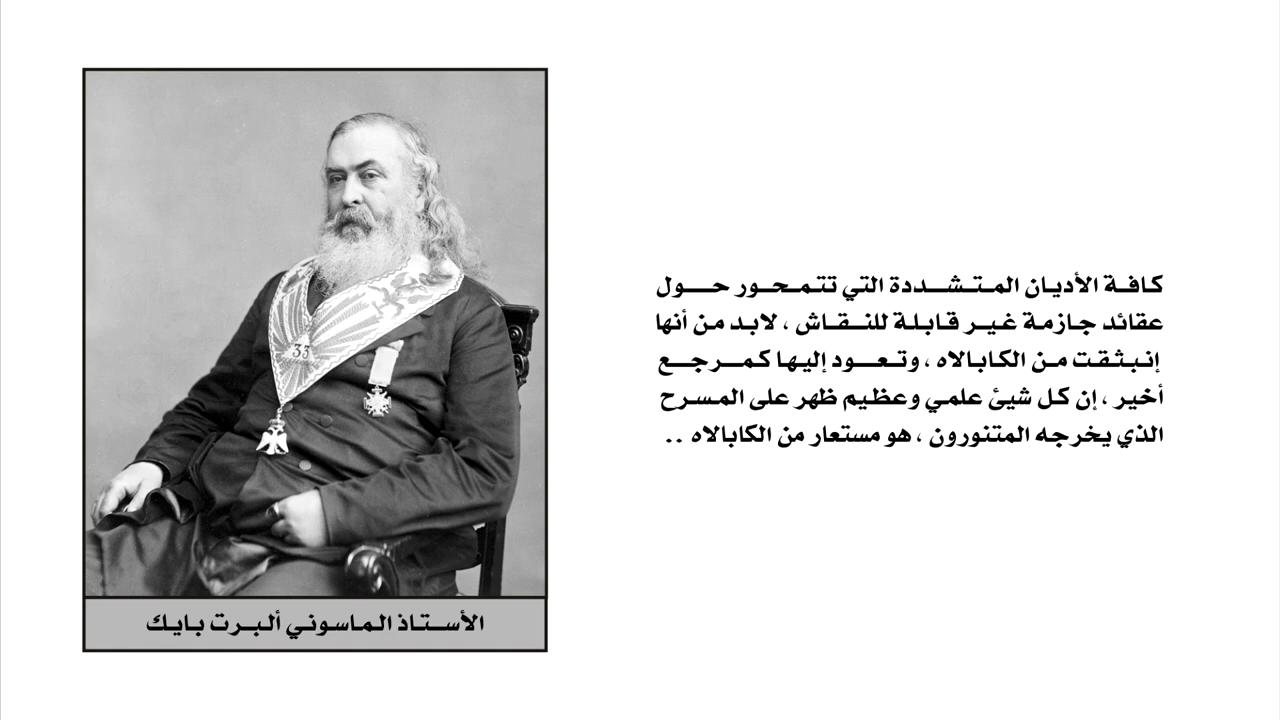 كافة الأديان المتشددة التي تتمحور حول
عقائد جازمة غير قابلة للنقاش ، لابد من أنها
إنبثقت من الكابالاه ، وتعود إليها كمرجع
أخير ، إن كل شيئ علمي وعظيم ظهر على المسرح
الذي يخرجه المتنورون ، هو مستعار من الكابالاه ..
33
الأستاذ الماسوني ألبرت بايك